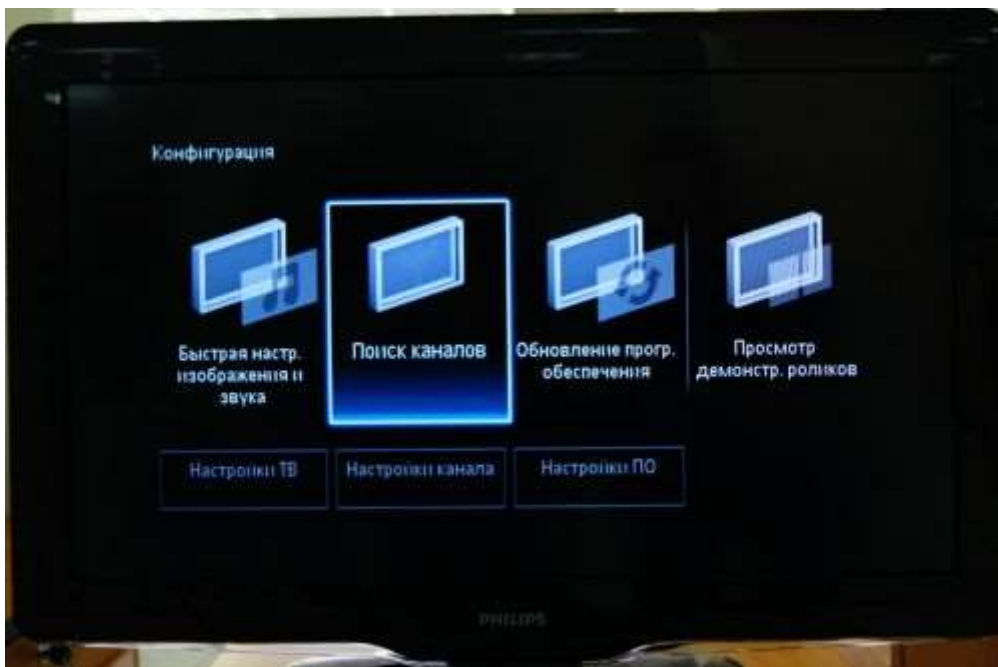 Конфигурация
Быстрая настр.
изображения и
звука
Поиск каналов
Обновление прогр.
обеспечения
Просмотр
демонстр. роликов
Настройки ТВ
Настройки канала
Настройки ПО
PHILIPS